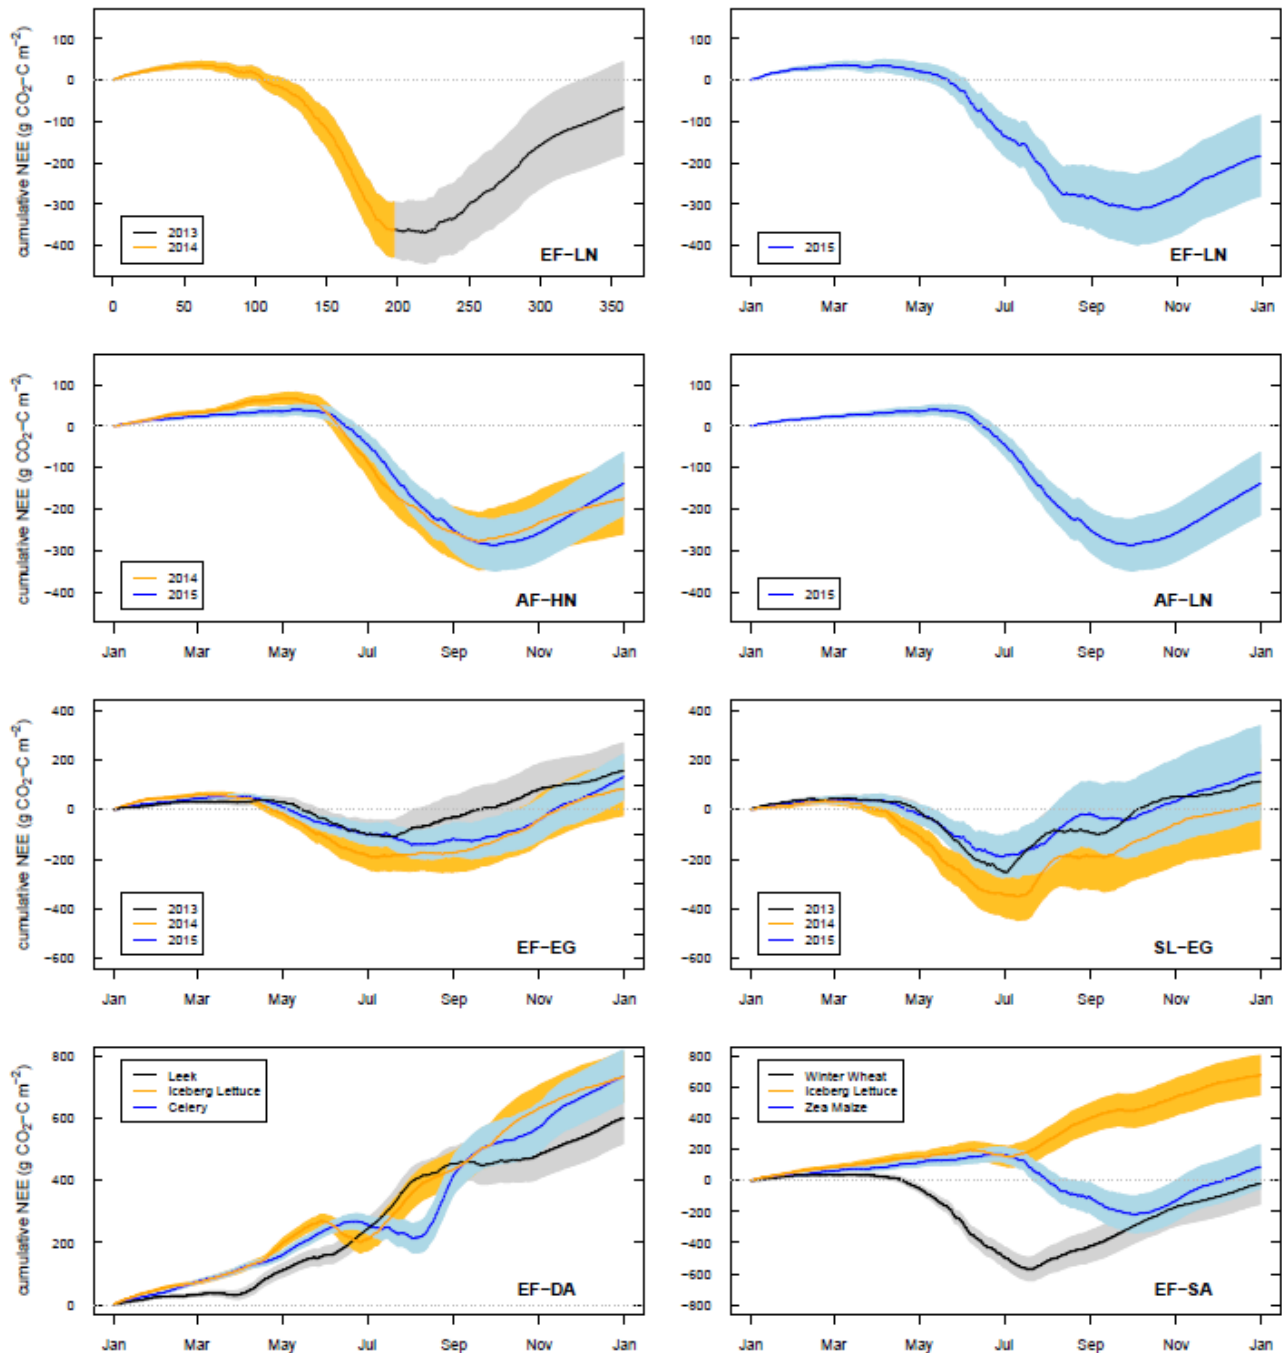 cumulative NEE (g CO₂−C m⁻²)
100
0
−100
−200
−300
−400
2013
2014
EF−LN
0 50 100 150 200 250 300 350
100
0
−100
−200
−300
−400
2015
EF−LN
Jan Mar May Jul Sep Nov Jan
cumulative NEE (g CO₂−C m⁻²)
100
0
−100
−200
−300
−400
2014
2015
AF−HN
Jan Mar May Jul Sep Nov Jan
100
0
−100
−200
−300
−400
2015
AF−LN
Jan Mar May Jul Sep Nov Jan
cumulative NEE (g CO₂−C m⁻²)
400
200
0
−200
−400
−600
2013
2014
2015
EF−EG
Jan Mar May Jul Sep Nov Jan
400
200
0
−200
−400
−600
2013
2014
2015
SL−EG
Jan Mar May Jul Sep Nov Jan
cumulative NEE (g CO₂−C m⁻²)
800
600
400
200
0
Leek
Iceberg Lettuce
Celery
EF−DA
Jan Mar May Jul Sep Nov Jan
800
600
400
200
0
−200
−400
−600
−800
Winter Wheat
Iceberg Lettuce
Zea Maize
EF−SA
Jan Mar May Jul Sep Nov Jan